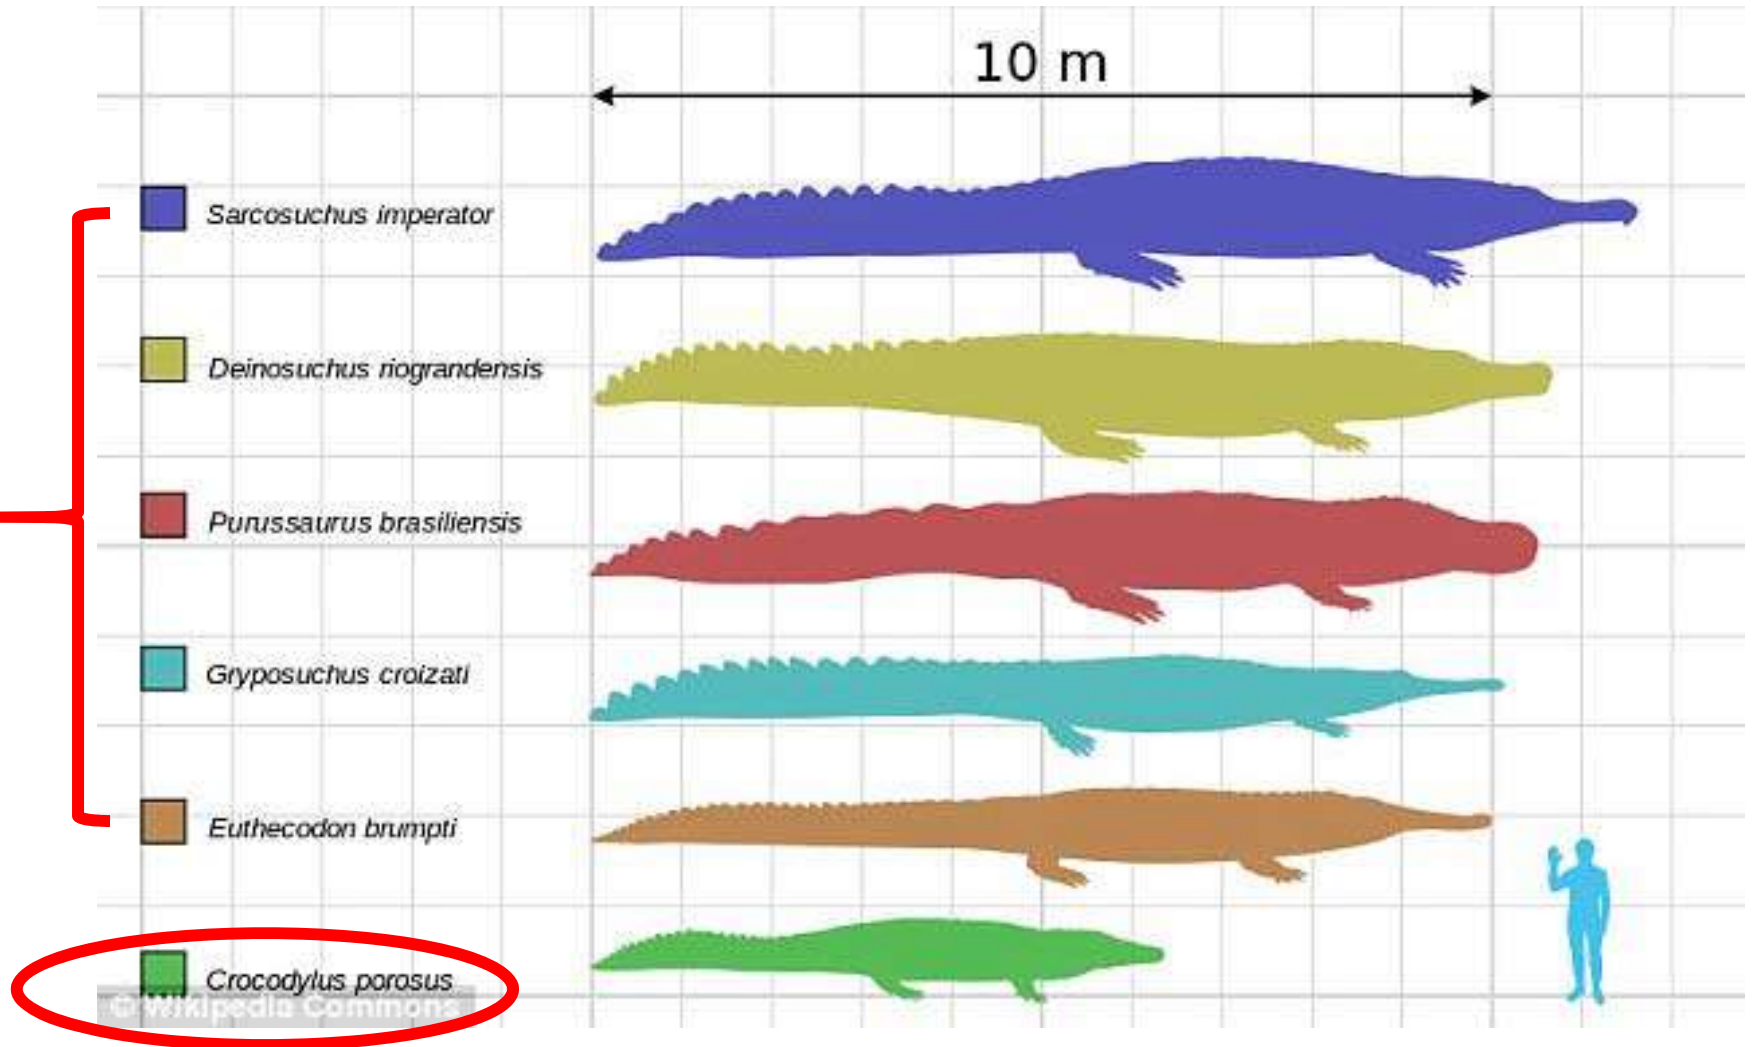 10 m
Sarcosuchus imperator
Deinosuchus riograndensis
Purussaurus brasiliensis
Gryposuchus croizati
Euthecodon brumpti
Crocodylus porosus
© Wikipedia Commons